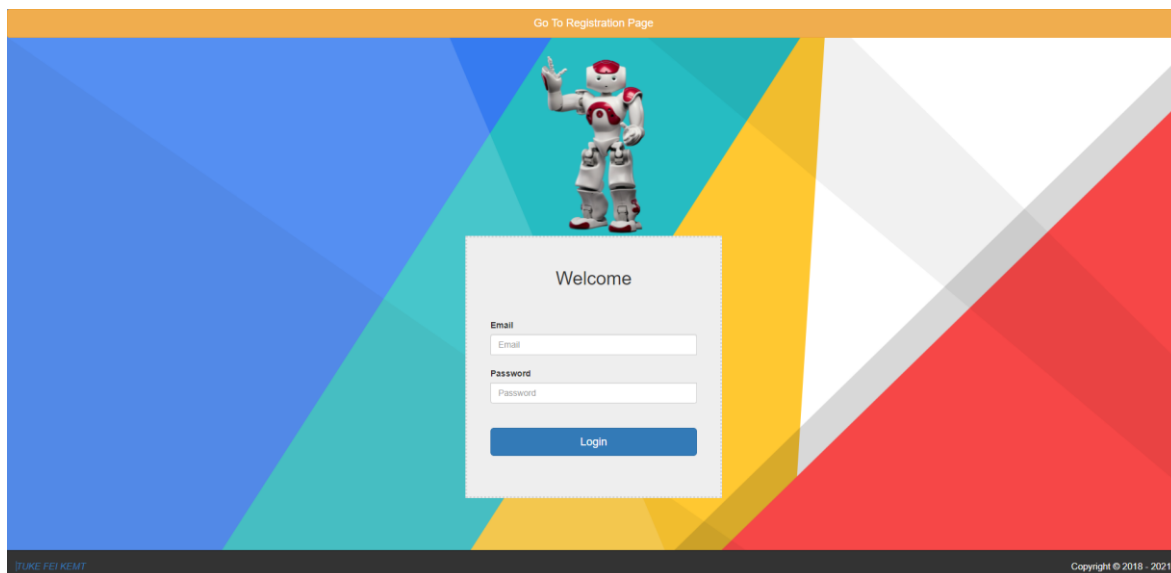 Go To Registration Page
Welcome
Email
Email
Password
Password
Login
TUKE FEI KEMT
Copyright © 2018 - 2021